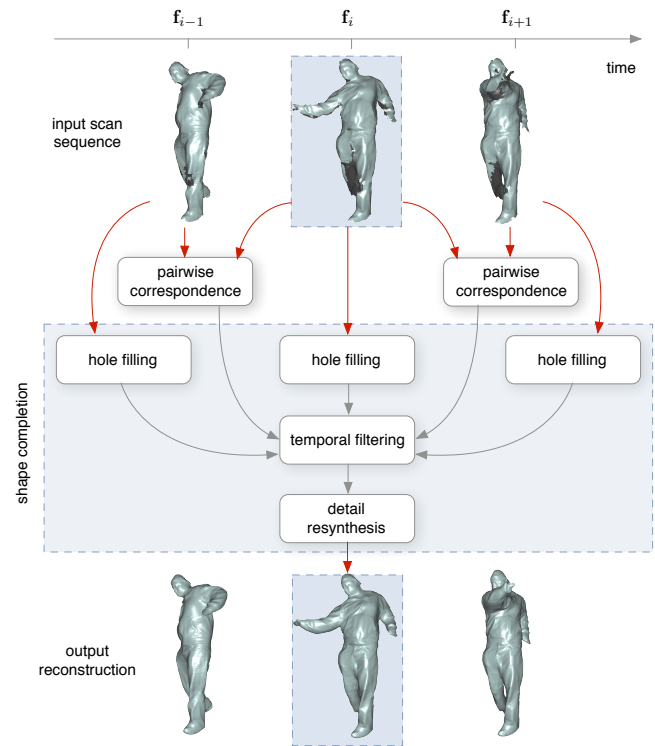 f_{i−1} f_i f_{i+1}
time
input scan
sequence
pairwise
correspondence
pairwise
correspondence
hole filling
hole filling
hole filling
temporal filtering
detail
resynthesis
shape completion
output
reconstruction